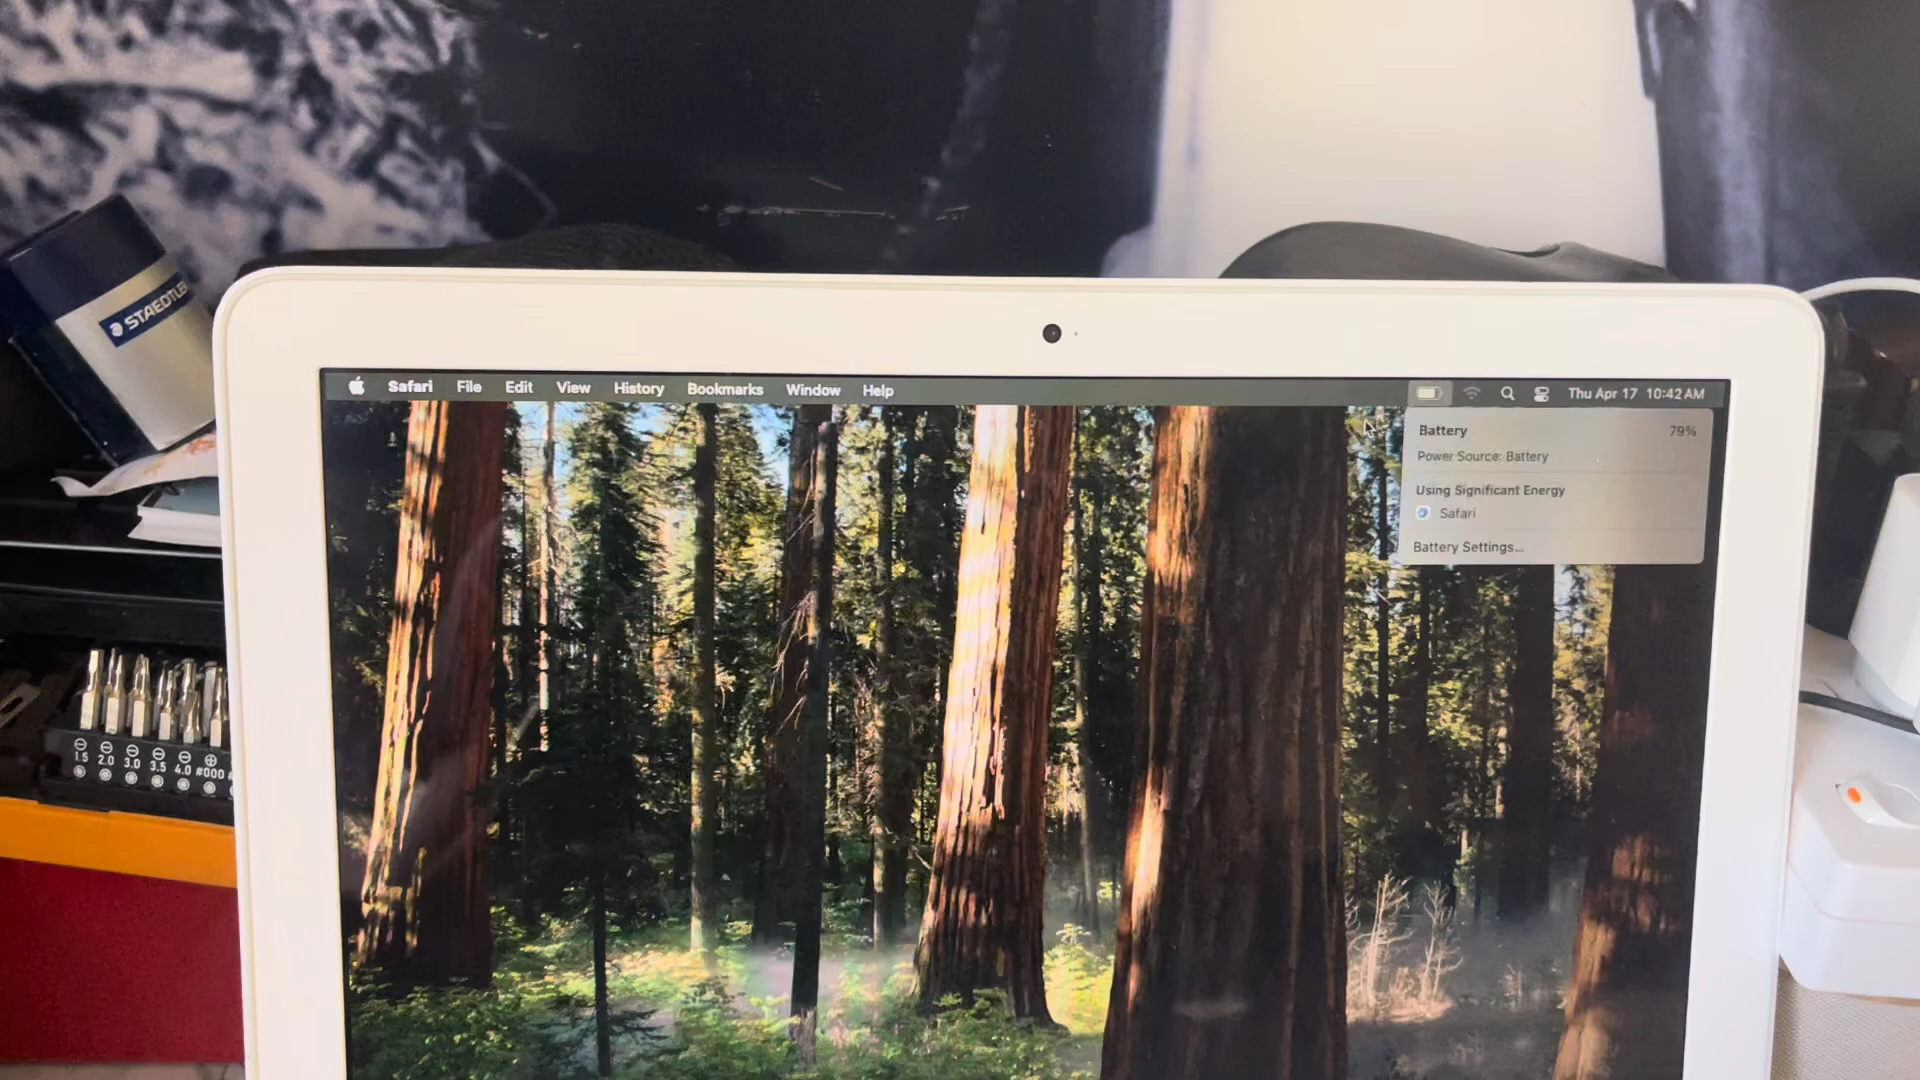 STAEDTLER
Safari File Edit View History Bookmarks Window Help
Thu Apr 17 10:42 AM
Battery 79%
Power Source: Battery
Using Significant Energy
Safari
Battery Settings...
1.5 2.0 3.0 3.5 4.0 #000